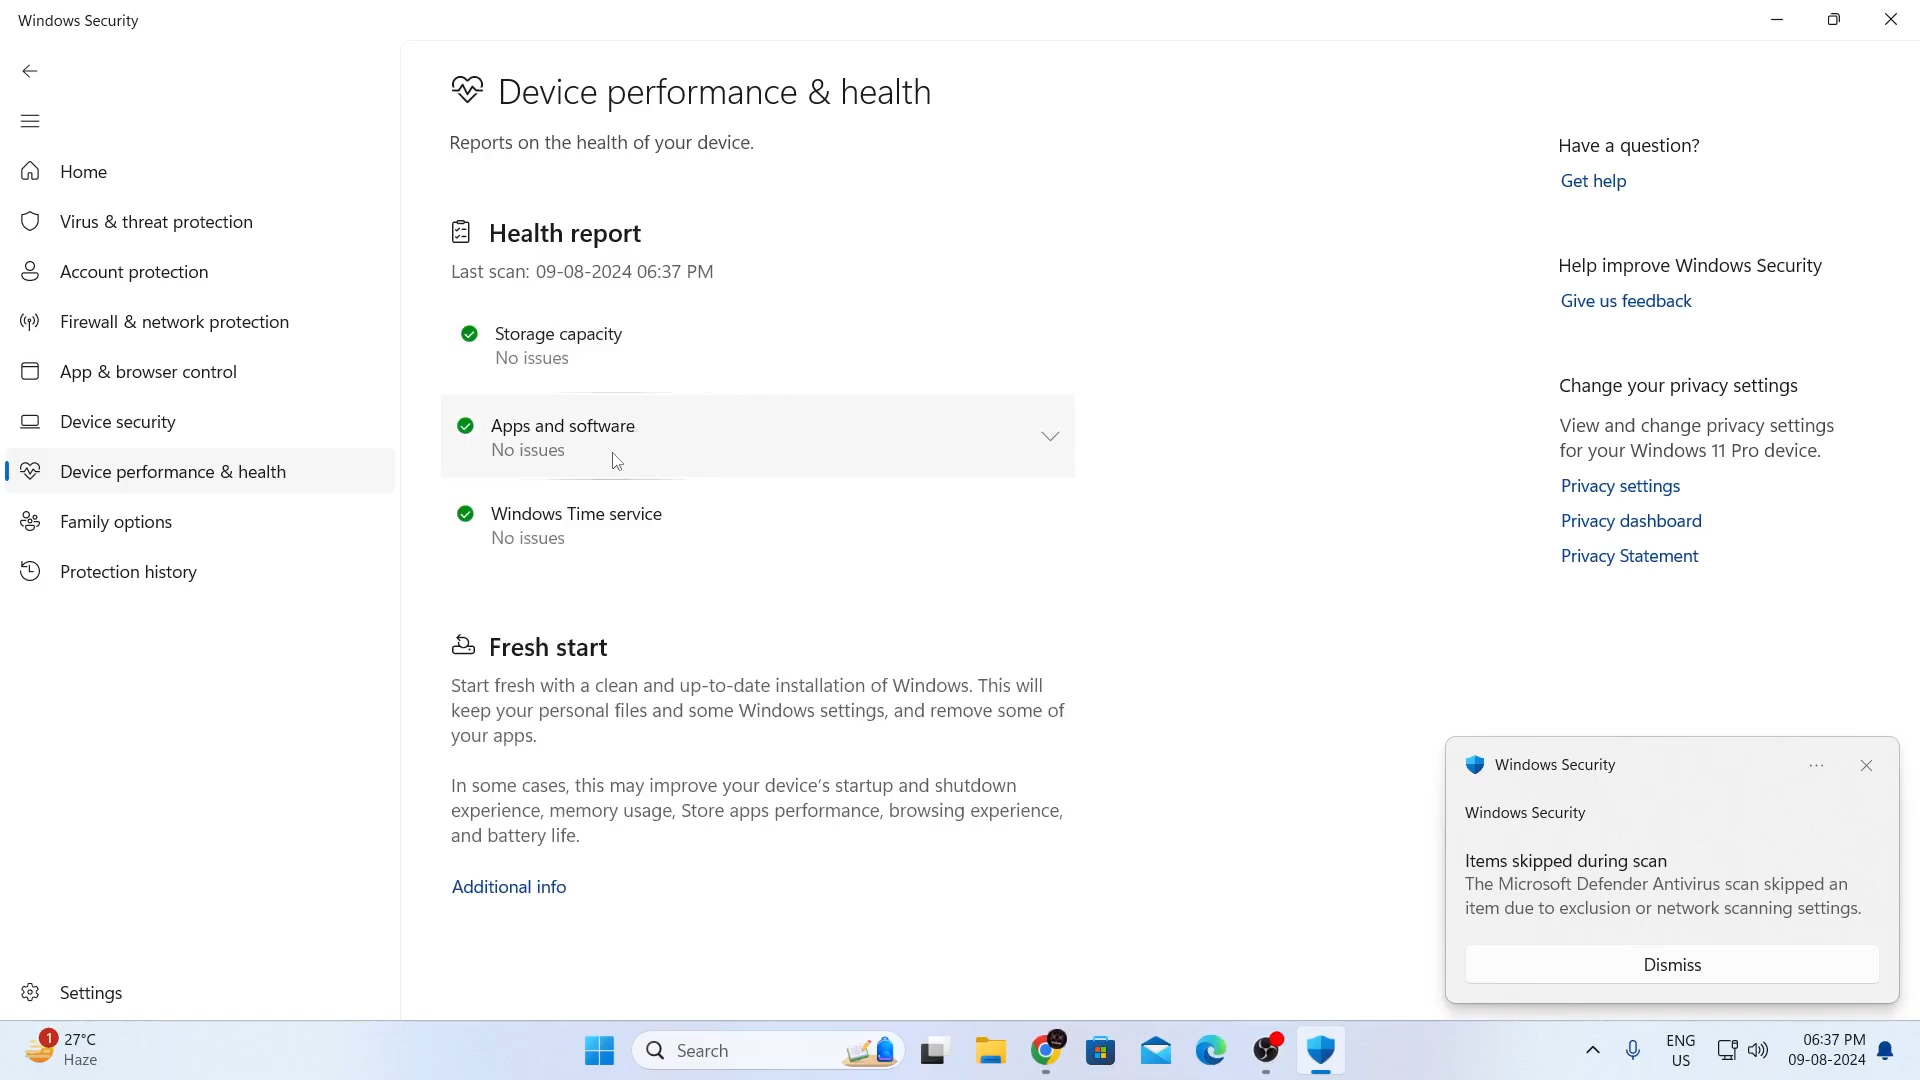 Windows Security
Home
Virus & threat protection
Account protection
Firewall & network protection
App & browser control
Device security
Device performance & health
Family options
Protection history
Settings
Device performance & health
Reports on the health of your device.
Health report
Last scan: 09-08-2024 06:37 PM
Storage capacity
No issues
Apps and software
No issues
Windows Time service
No issues
Fresh start
Start fresh with a clean and up-to-date installation of Windows. This will
keep your personal files and some Windows settings, and remove some of
your apps.
In some cases, this may improve your device's startup and shutdown
experience, memory usage, Store apps performance, browsing experience,
and battery life.
Additional info
Have a question?
Get help
Help improve Windows Security
Give us feedback
Change your privacy settings
View and change privacy settings
for your Windows 11 Pro device.
Privacy settings
Privacy dashboard
Privacy Statement
Windows Security
Windows Security
Items skipped during scan
The Microsoft Defender Antivirus scan skipped an
item due to exclusion or network scanning settings.
Dismiss
1
27°C
Haze
Search
ENG
US
06:37 PM
09-08-2024